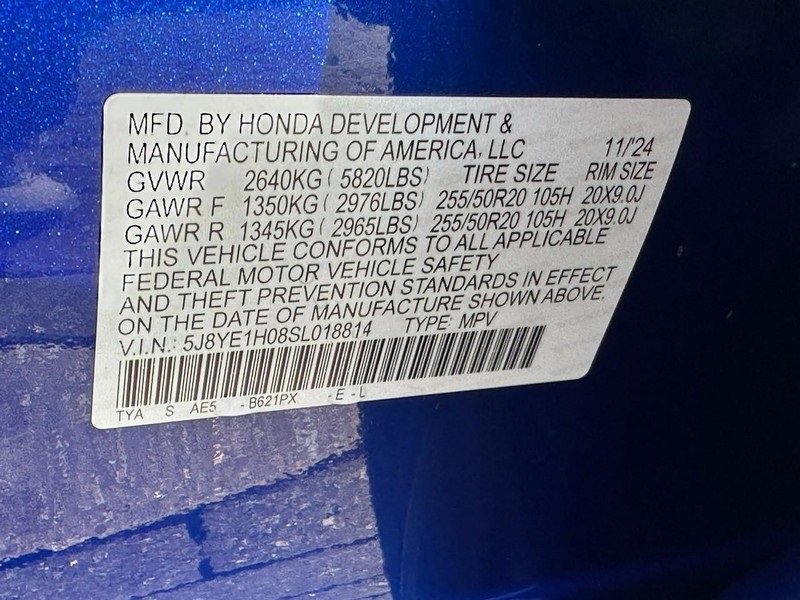 MFD. BY HONDA DEVELOPMENT &
MANUFACTURING OF AMERICA, LLC 11/24
GVWR 2640KG ( 5820LBS) TIRE SIZE RIM SIZE
GAWR F 1350KG ( 2976LBS) 255/50R20 105H 20X9.0J
GAWR R 1345KG ( 2965LBS) 255/50R20 105H 20X9.0J
THIS VEHICLE CONFORMS TO ALL APPLICABLE
FEDERAL MOTOR VEHICLE SAFETY
AND THEFT PREVENTION STANDARDS IN EFFECT
ON THE DATE OF MANUFACTURE SHOWN ABOVE.
V.I.N.: 5J8YE1H08SL018814 TYPE: MPV
TYA S AE5 - B621PX - E - L